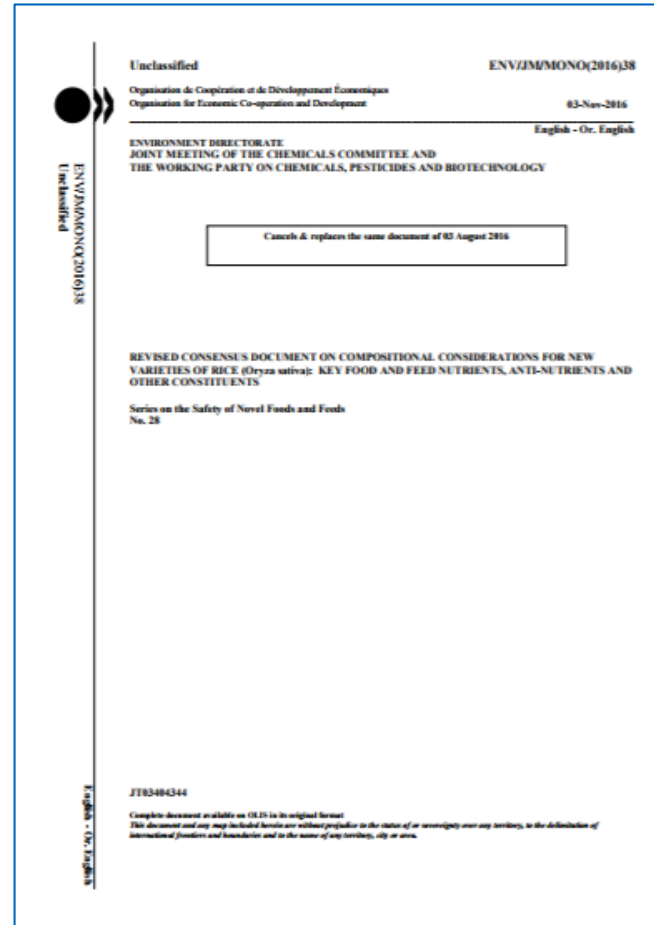 Unclassified
ENV/JM/MONO(2016)38
Organisation de Coopération et de Développement Économiques
Organisation for Economic Co-operation and Development
03-Nov-2016
English - Or. English
ENVIRONMENT DIRECTORATE
JOINT MEETING OF THE CHEMICALS COMMITTEE AND
THE WORKING PARTY ON CHEMICALS, PESTICIDES AND BIOTECHNOLOGY
ENV/JM/MONO(2016)38
Unclassified
Cancels & replaces the same document of 03 August 2016
REVISED CONSENSUS DOCUMENT ON COMPOSITIONAL CONSIDERATIONS FOR NEW
VARIETIES OF RICE (Oryza sativa): KEY FOOD AND FEED NUTRIENTS, ANTI-NUTRIENTS AND
OTHER CONSTITUENTS
Series on the Safety of Novel Foods and Feeds
No. 28
JT03404344
Complete document available on OLIS in its original format
This document and any map included herein are without prejudice to the status of or sovereignty over any territory, to the delimitation of
international frontiers and boundaries and to the name of any territory, city or area.
English - Or. English